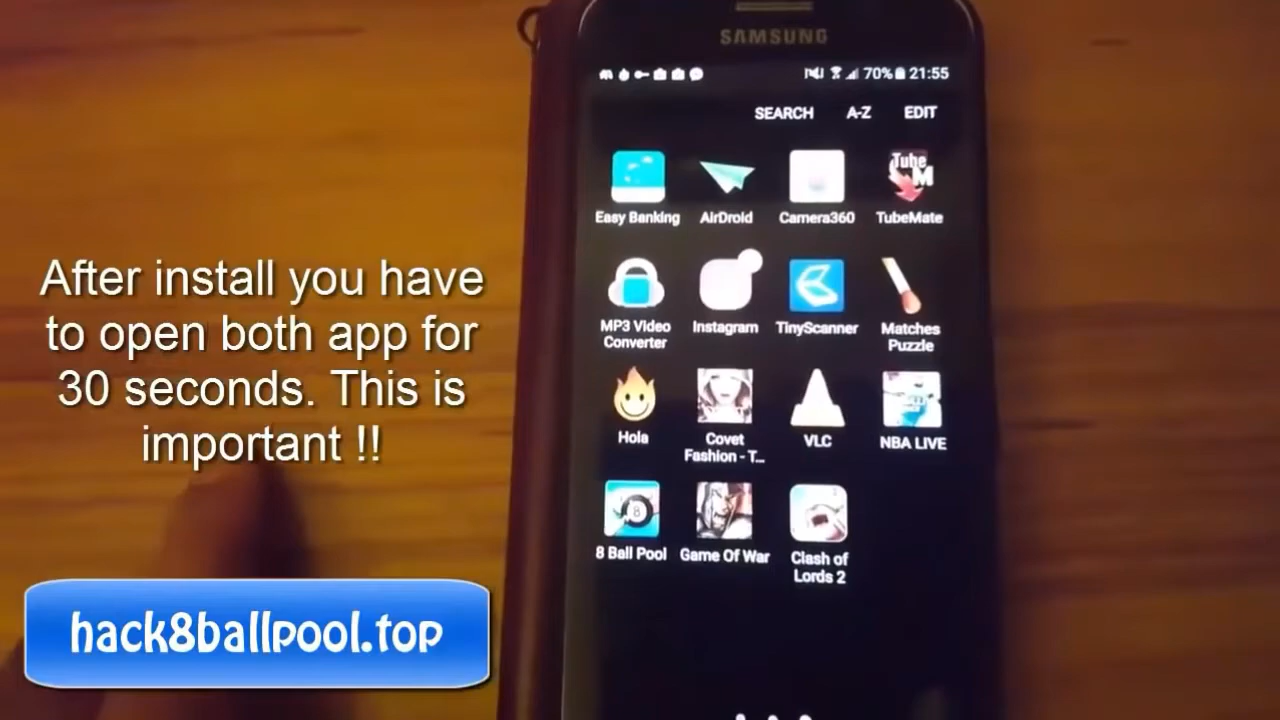 SAMSUNG
70% 21:55
SEARCH A-Z EDIT
Easy Banking AirDroid Camera360 TubeMate
Tube
M
After install you have
to open both app for
30 seconds. This is
important !!
MP3 Video Converter Instagram TinyScanner Matches Puzzle
Hola Covet Fashion - T... VLC NBA LIVE
8
8 Ball Pool Game Of War Clash of Lords 2
hack8ballpool.top